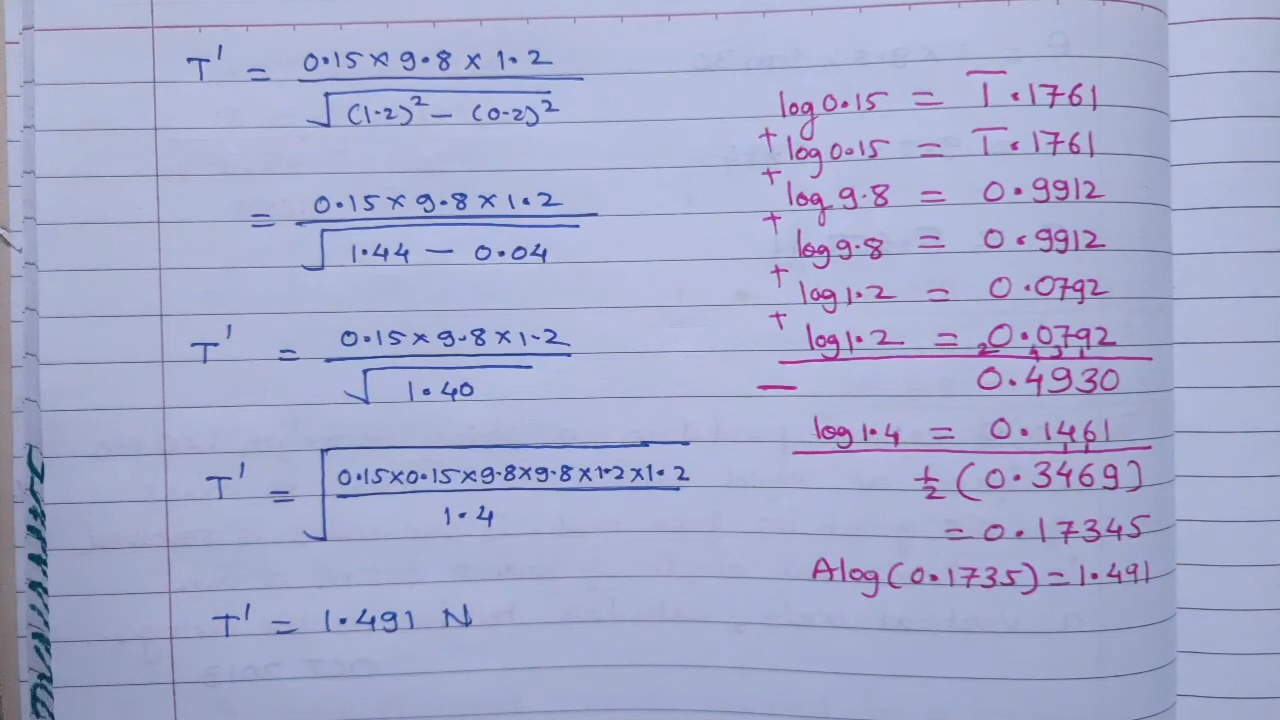 T' = 0.15 × 9.8 × 1.2 / √((1.2)² − (0.2)²)
= 0.15 × 9.8 × 1.2 / √(1.44 − 0.04)
T' = 0.15 × 9.8 × 1.2 / √(1.40)
T' = √(0.15×0.15×9.8×9.8×1.2×1.2 / 1.4)
T' = 1.491 N
log 0.15 = 1̅.1761
+ log 0.15 = 1̅.1761
+ log 9.8 = 0.9912
+ log 9.8 = 0.9912
+ log 1.2 = 0.0792
+ log 1.2 = 0.0792
0.4930
− log 1.4 = 0.1461
½ (0.3469)
= 0.17345
Alog(0.1735) = 1.491